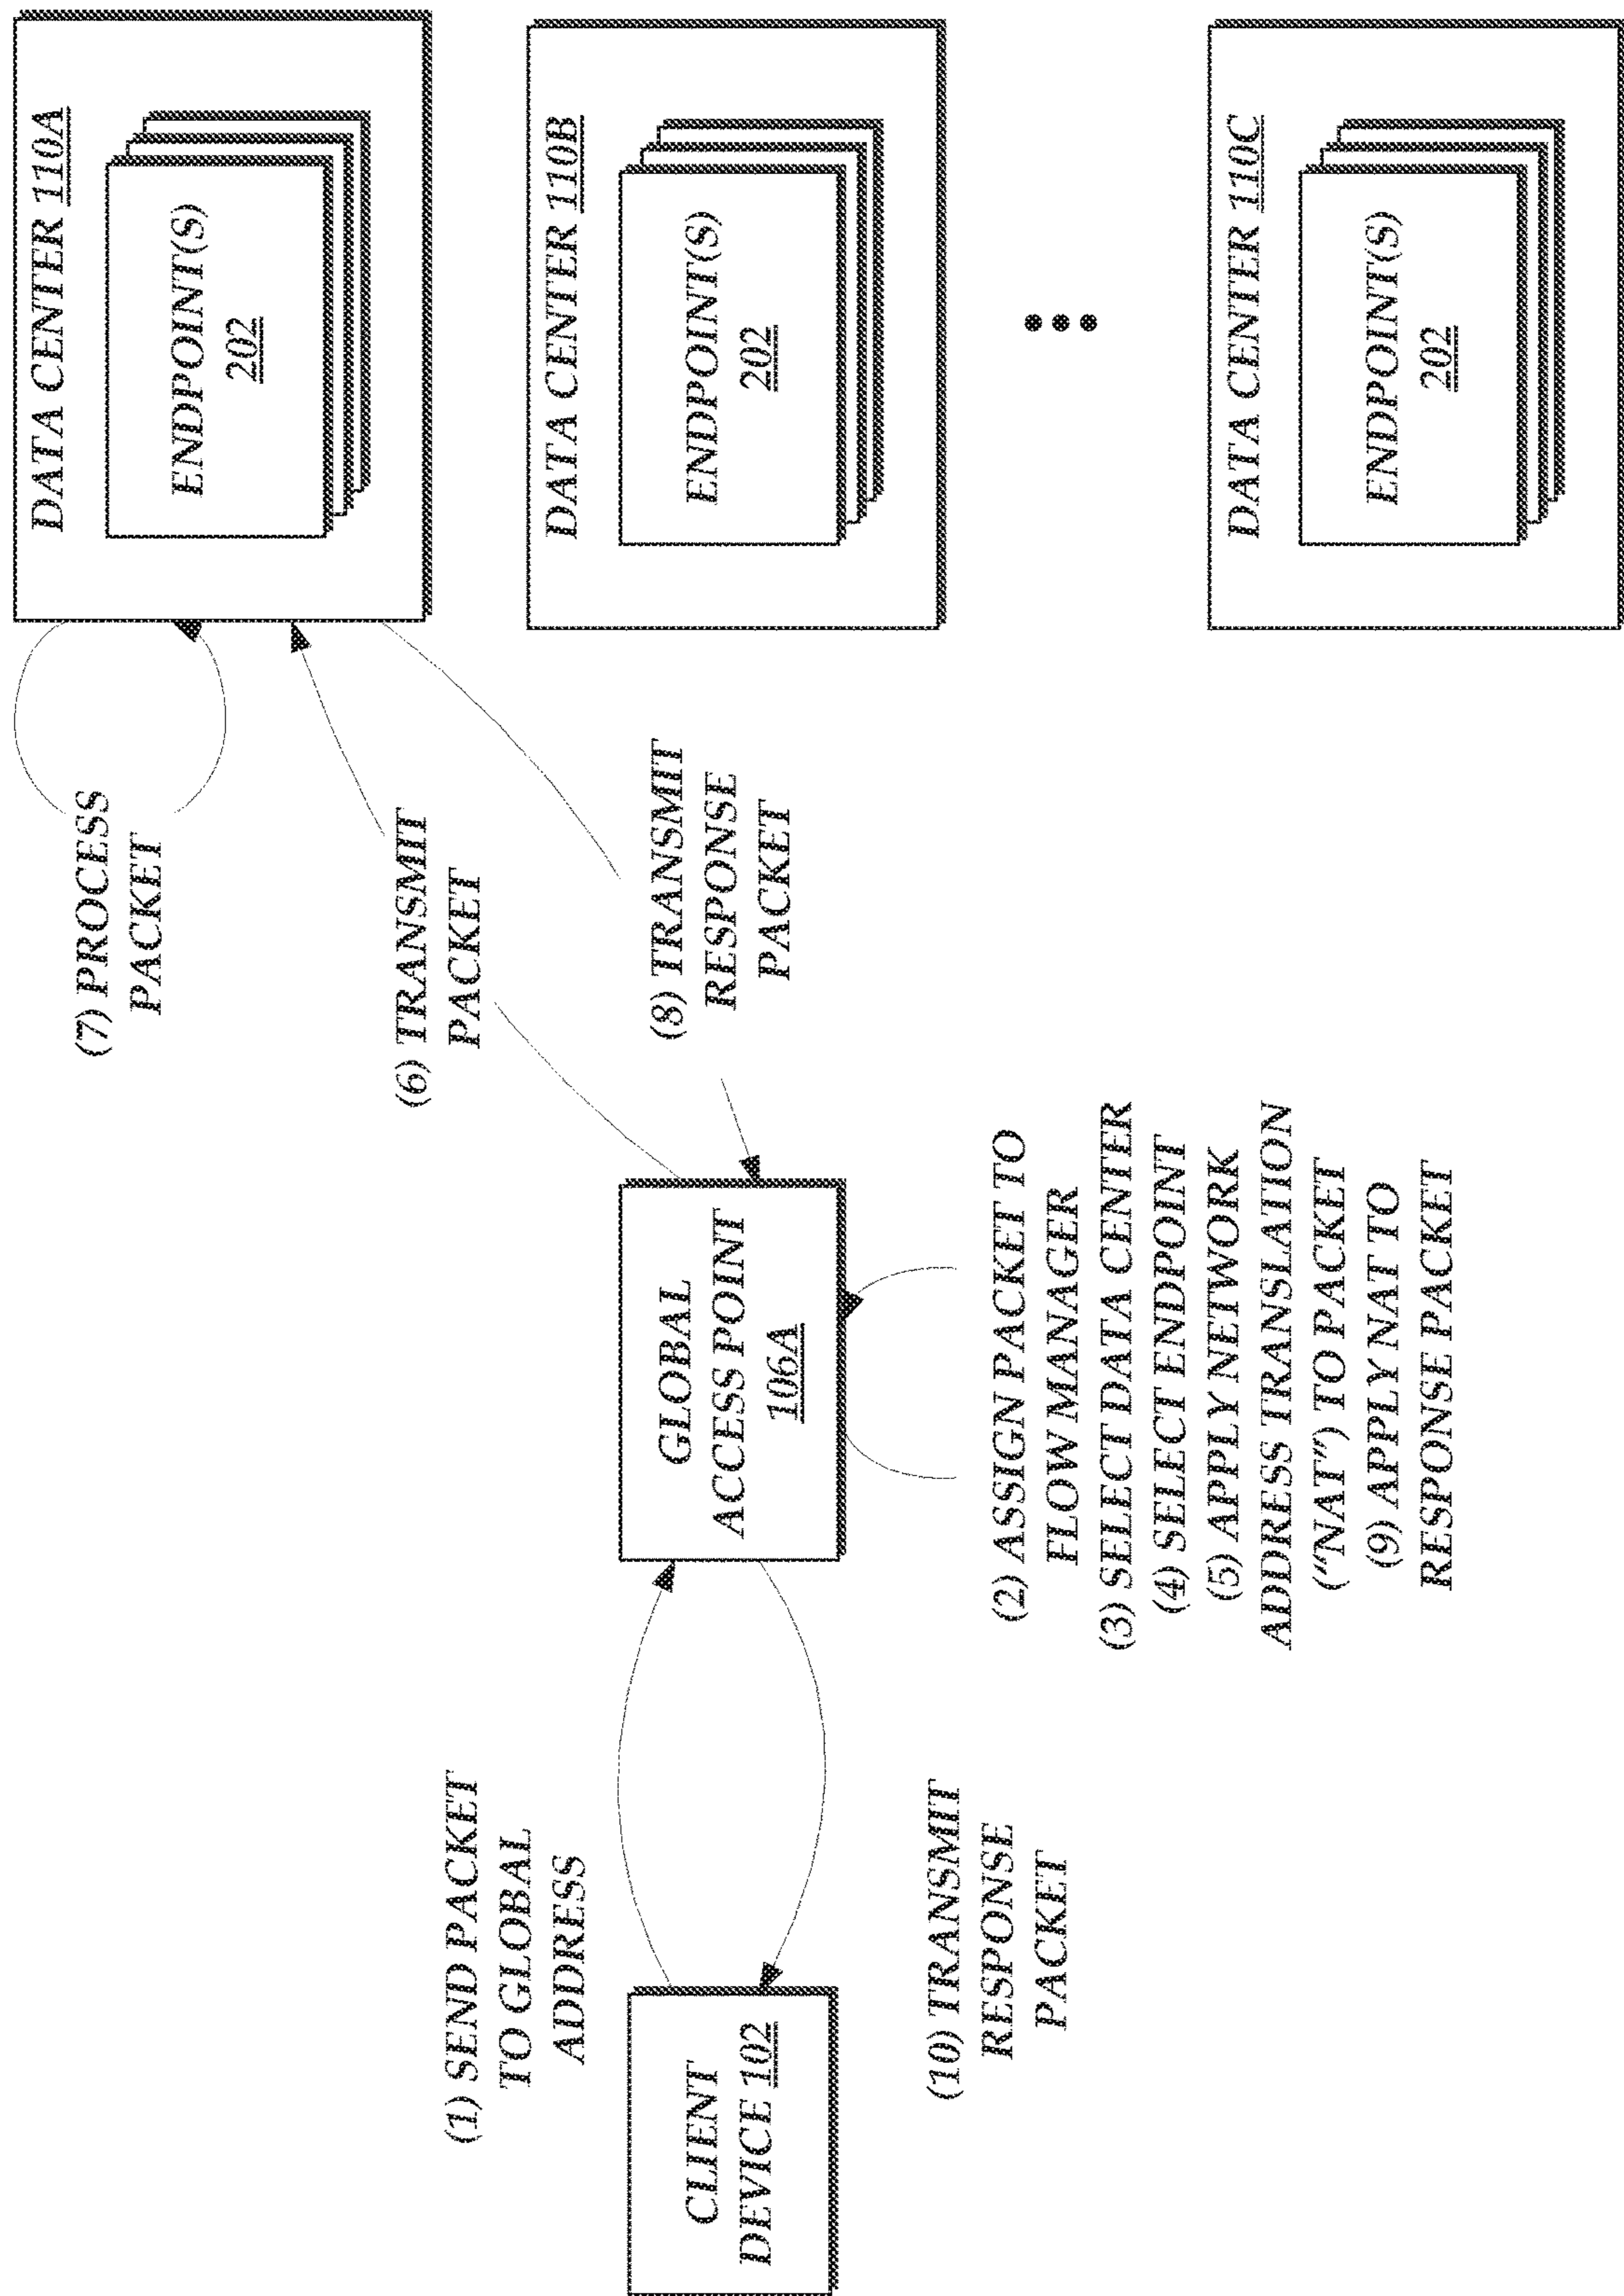 (1) SEND PACKET
TO GLOBAL
ADDRESS
CLIENT
DEVICE 102
(10) TRANSMIT
RESPONSE
PACKET
GLOBAL
ACCESS POINT
106A
(2) ASSIGN PACKET TO
FLOW MANAGER
(3) SELECT DATA CENTER
(4) SELECT ENDPOINT
(5) APPLY NETWORK
ADDRESS TRANSLATION
(“NAT”) TO PACKET
(9) APPLY NAT TO
RESPONSE PACKET
(7) PROCESS
PACKET
(6) TRANSMIT
PACKET
(8) TRANSMIT
RESPONSE
PACKET
DATA CENTER 110A
ENDPOINT(S)
202
DATA CENTER 110B
ENDPOINT(S)
202
DATA CENTER 110C
ENDPOINT(S)
202